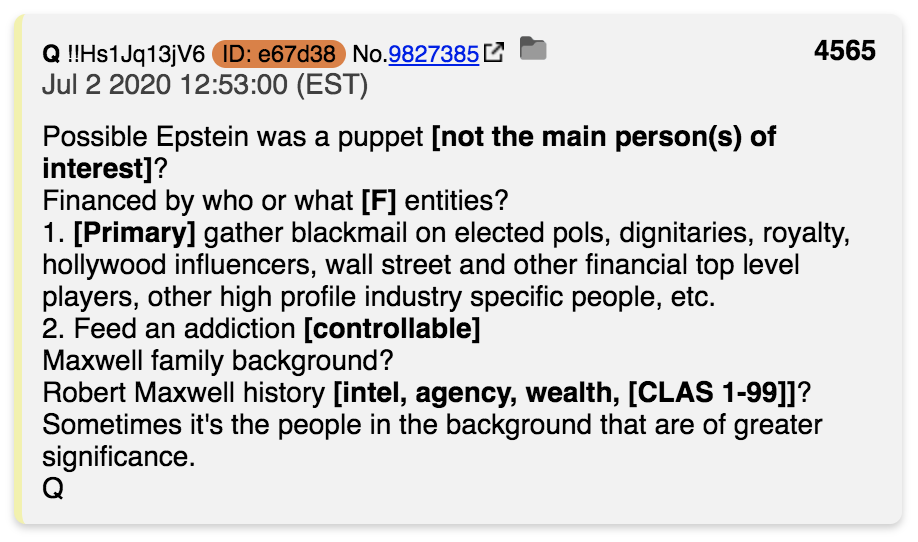 Q !!Hs1Jq13jV6 ID: e67d38 No.9827385 4565
Jul 2 2020 12:53:00 (EST)
Possible Epstein was a puppet [not the main person(s) of
interest]?
Financed by who or what [F] entities?
1. [Primary] gather blackmail on elected pols, dignitaries, royalty,
hollywood influencers, wall street and other financial top level
players, other high profile industry specific people, etc.
2. Feed an addiction [controllable]
Maxwell family background?
Robert Maxwell history [intel, agency, wealth, [CLAS 1-99]]?
Sometimes it's the people in the background that are of greater
significance.
Q